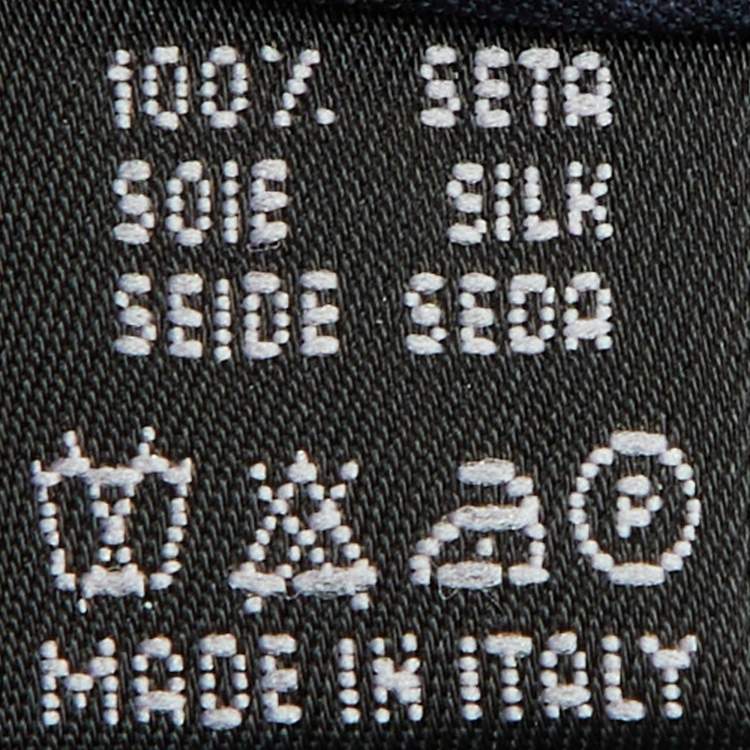 100% SETA
SOIE SILK
SEIDE SEDA
P
MADE IN ITALY